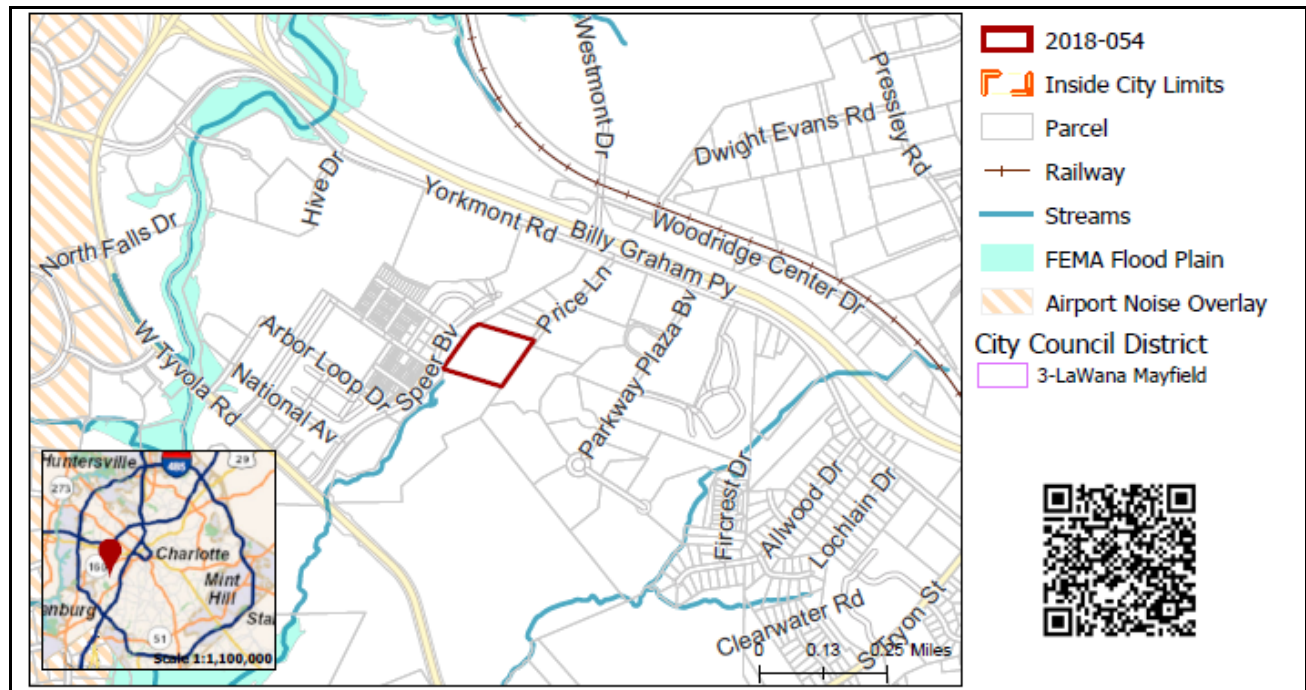 Westmont Dr
Pressley Rd
Dwight Evans Rd
Hive Dr
Yorkmont Rd
Billy Graham Py
Woodridge Center Dr
North Falls Dr
Price Ln
W Tyvola Rd
Arbor Loop Dr
Speer Bv
National Av
Parkway Plaza Bv
Fircrest Dr
Allwood Dr
Lochlain Dr
Clearwater Rd
S Tryon St
0 0.13 0.25 Miles
Huntersville
485
29
273
Charlotte
160
Mint
Hill
enburg
Sta
51
Scale 1:1,100,000
2018-054
Inside City Limits
Parcel
Railway
Streams
FEMA Flood Plain
Airport Noise Overlay
City Council District
3-LaWana Mayfield